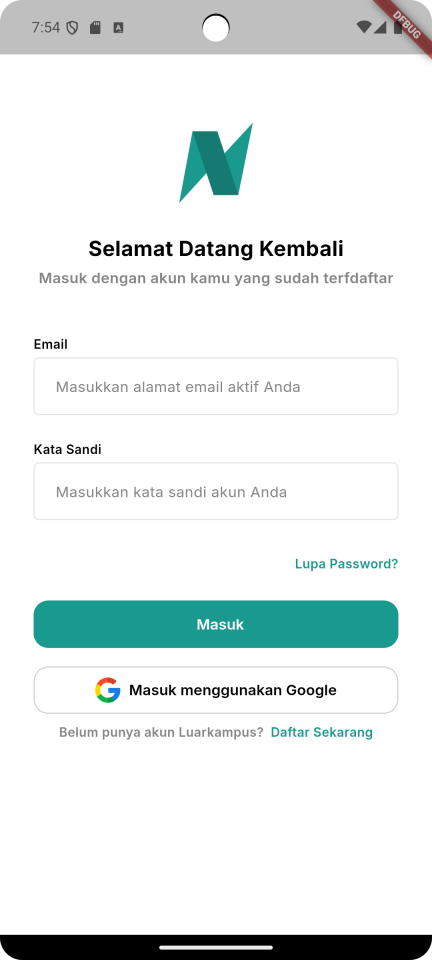 7:54
DEBUG
Selamat Datang Kembali
Masuk dengan akun kamu yang sudah terfdaftar
Email
Masukkan alamat email aktif Anda
Kata Sandi
Masukkan kata sandi akun Anda
Lupa Password?
Masuk
Masuk menggunakan Google
Belum punya akun Luarkampus? Daftar Sekarang